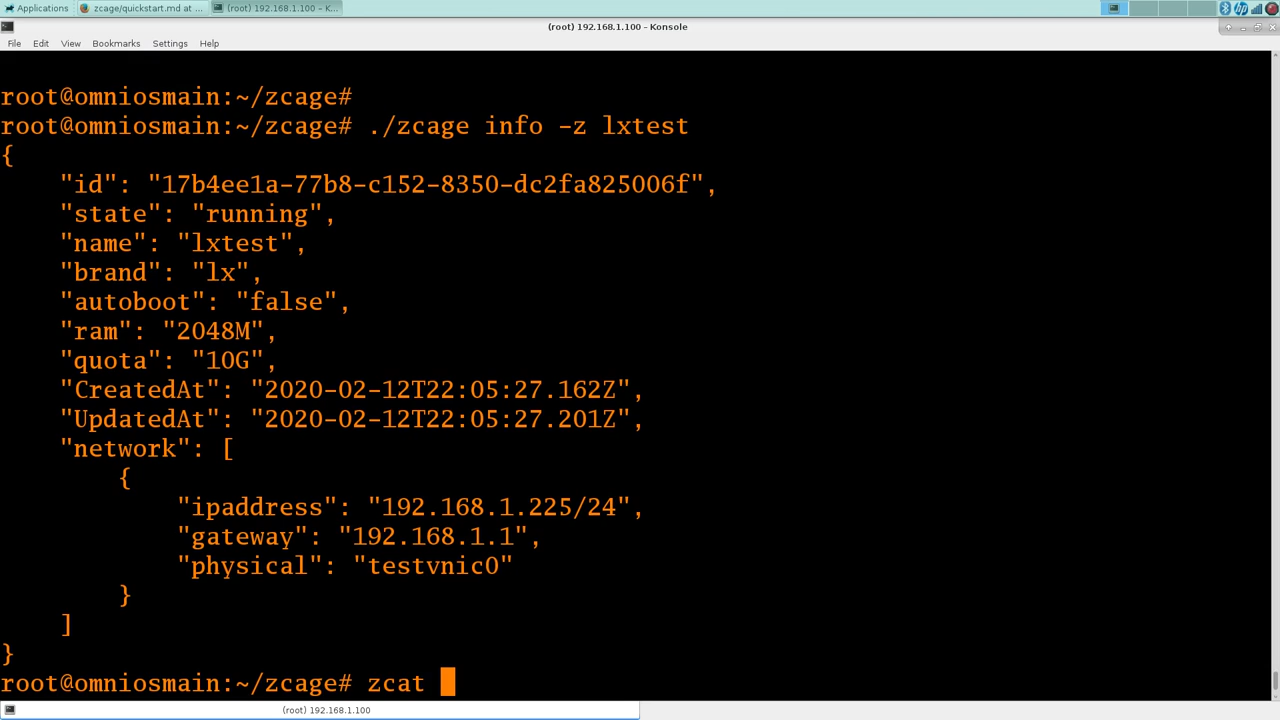 Applications zcage/quickstart.md at ... (root) 192.168.1.100 – K...
(root) 192.168.1.100 – Konsole
File Edit View Bookmarks Settings Help
root@omniosmain:~/zcage#
root@omniosmain:~/zcage# ./zcage info -z lxtest
{
"id": "17b4ee1a-77b8-c152-8350-dc2fa825006f",
"state": "running",
"name": "lxtest",
"brand": "lx",
"autoboot": "false",
"ram": "2048M",
"quota": "10G",
"CreatedAt": "2020-02-12T22:05:27.162Z",
"UpdatedAt": "2020-02-12T22:05:27.201Z",
"network": [
{
"ipaddress": "192.168.1.225/24",
"gateway": "192.168.1.1",
"physical": "testvnic0"
}
]
}
root@omniosmain:~/zcage# zcat
(root) 192.168.1.100